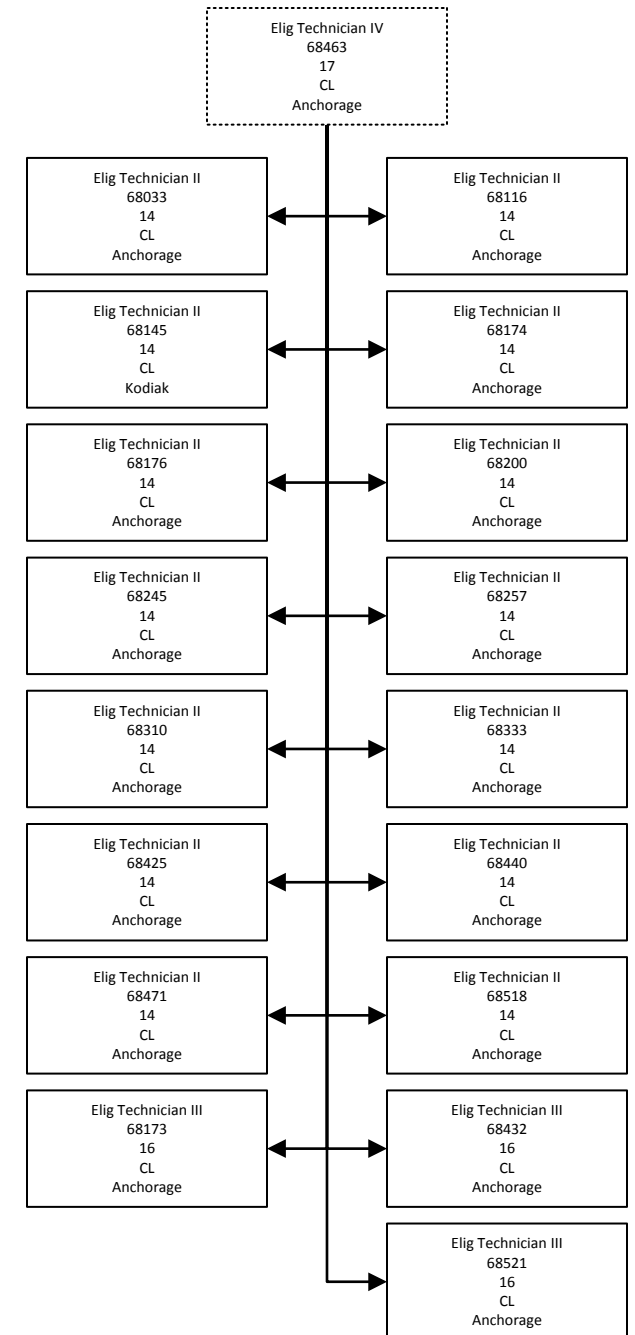 Elig Technician IV
68463
17
CL
Anchorage
Elig Technician II
68033
14
CL
Anchorage
Elig Technician II
68116
14
CL
Anchorage
Elig Technician II
68145
14
CL
Kodiak
Elig Technician II
68174
14
CL
Anchorage
Elig Technician II
68176
14
CL
Anchorage
Elig Technician II
68200
14
CL
Anchorage
Elig Technician II
68245
14
CL
Anchorage
Elig Technician II
68257
14
CL
Anchorage
Elig Technician II
68310
14
CL
Anchorage
Elig Technician II
68333
14
CL
Anchorage
Elig Technician II
68425
14
CL
Anchorage
Elig Technician II
68440
14
CL
Anchorage
Elig Technician II
68471
14
CL
Anchorage
Elig Technician II
68518
14
CL
Anchorage
Elig Technician III
68173
16
CL
Anchorage
Elig Technician III
68432
16
CL
Anchorage
Elig Technician III
68521
16
CL
Anchorage